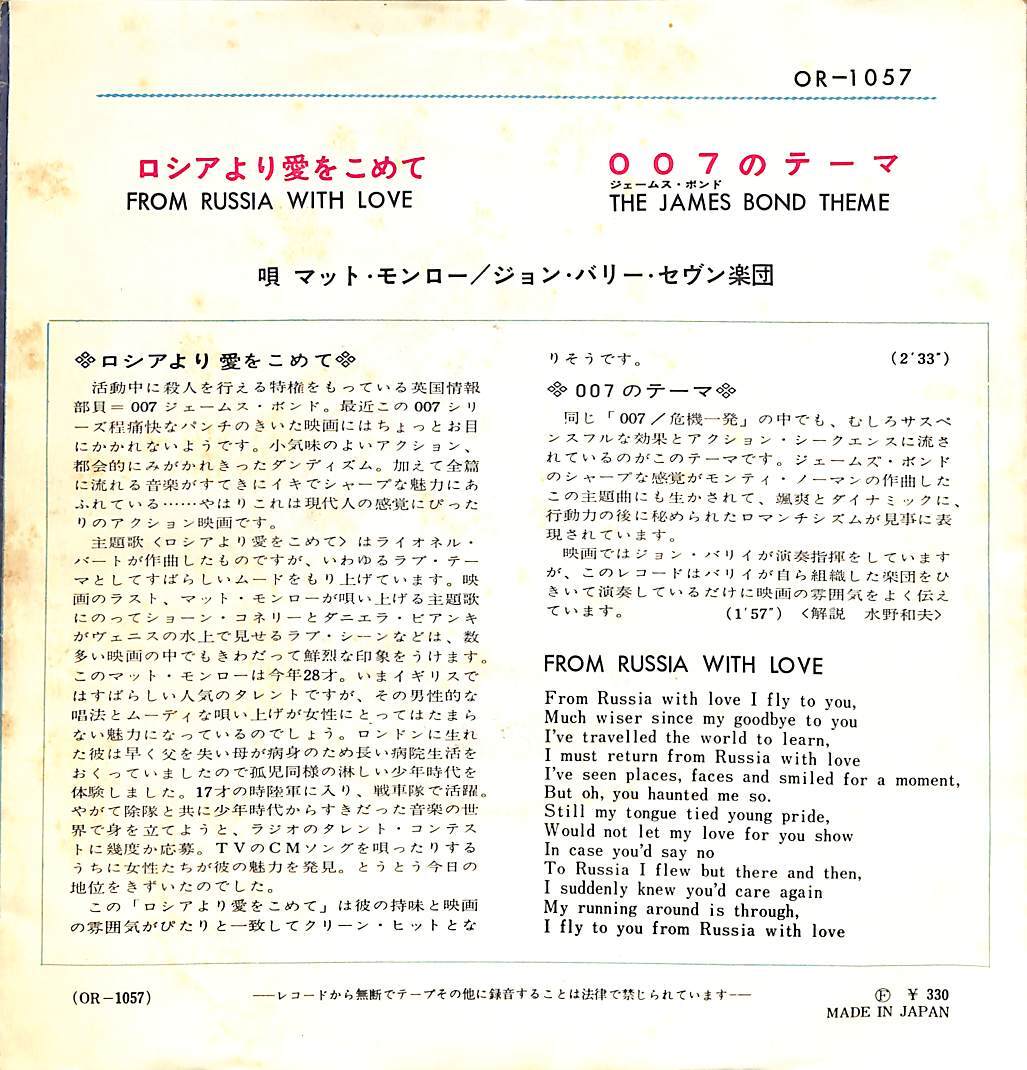 OR-1057
ロシアより愛をこめて
FROM RUSSIA WITH LOVE
007のテーマ
ジェームス・ボンド
THE JAMES BOND THEME
唄 マット・モンロー/ジョン・バリー・セヴン楽団
ロシアより愛をこめて
活動中に殺人を行える特権をもっている英国情報
部員=007ジェームス・ボンド。最近この007シリ
ーズ程痛快なパンチのきいた映画にはちょっとお目
にかかれないようです。小気味のよいアクション、
都会的にみがかれきったダンディズム。加えて全篇
に流れる音楽がすてきにイキでシャープな魅力にあ
ふれている……やはりこれは現代人の感覚にぴった
りのアクション映画です。
主題歌<ロシアより愛をこめて>はライオネル・
バートが作曲したものですが、いわゆるラブ・テー
マとしてすばらしいムードをもり上げています。映
画のラスト、マット・モンローが唄い上げる主題歌
にのってショーン・コネリーとダニエラ・ビアンキ
がヴェニスの水上で見せるラブ・シーンなどは、数
多い映画の中でもきわだって鮮烈な印象をうけます。
このマット・モンローは今年28才。いまイギリスで
はすばらしい人気のタレントですが、その男性的な
唱法とムーディな唄い上げが女性にとってはたまら
ない魅力になっているのでしょう。ロンドンに生れ
た彼は早く父を失い母が病身のため長い病院生活を
おくっていましたので孤児同様の淋しい少年時代を
体験しました。17才の時陸軍に入り、戦車隊で活躍。
やがて除隊と共に少年時代からすきだった音楽の世
界で身を立てようと、ラジオのタレント・コンテス
トに幾度か応募。TVのCMソングを唄ったりする
うちに女性たちが彼の魅力を発見。とうとう今日の
地位をきずいたのでした。
この「ロシアより愛をこめて」は彼の持味と映画
の雰囲気がぴたりと一致してクリーン・ヒットとな
りそうです。 (2'33")
007のテーマ
同じ「007/危機一発」の中でも、むしろサスペ
ンスフルな効果とアクション・シークエンスに流さ
れているのがこのテーマです。ジェームズ・ボンド
のシャープな感覚がモンティ・ノーマンの作曲した
この主題曲にも生かされて、颯爽とダイナミックに、
行動力の後に秘められたロマンチシズムが見事に表
現されています。
映画ではジョン・バリイが演奏指揮をしています
が、このレコードはバリイが自ら組織した楽団をひ
きいて演奏しているだけに映画の雰囲気をよく伝え
ています。 (1'57") <解説 水野和夫>
FROM RUSSIA WITH LOVE
From Russia with love I fly to you,
Much wiser since my goodbye to you
I've travelled the world to learn,
I must return from Russia with love
I've seen places, faces and smiled for a moment,
But oh, you haunted me so.
Still my tongue tied young pride,
Would not let my love for you show
In case you'd say no
To Russia I flew but there and then,
I suddenly knew you'd care again
My running around is through,
I fly to you from Russia with love
(OR-1057)
──レコードから無断でテープその他に録音することは法律で禁じられています──
Ⓕ ¥330
MADE IN JAPAN